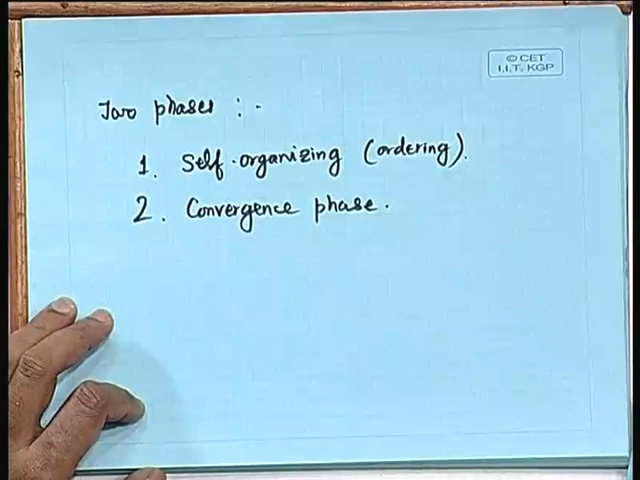 © CET
I.I.T. KGP
Two phases :-
1. Self-organizing (ordering).
2. Convergence phase.